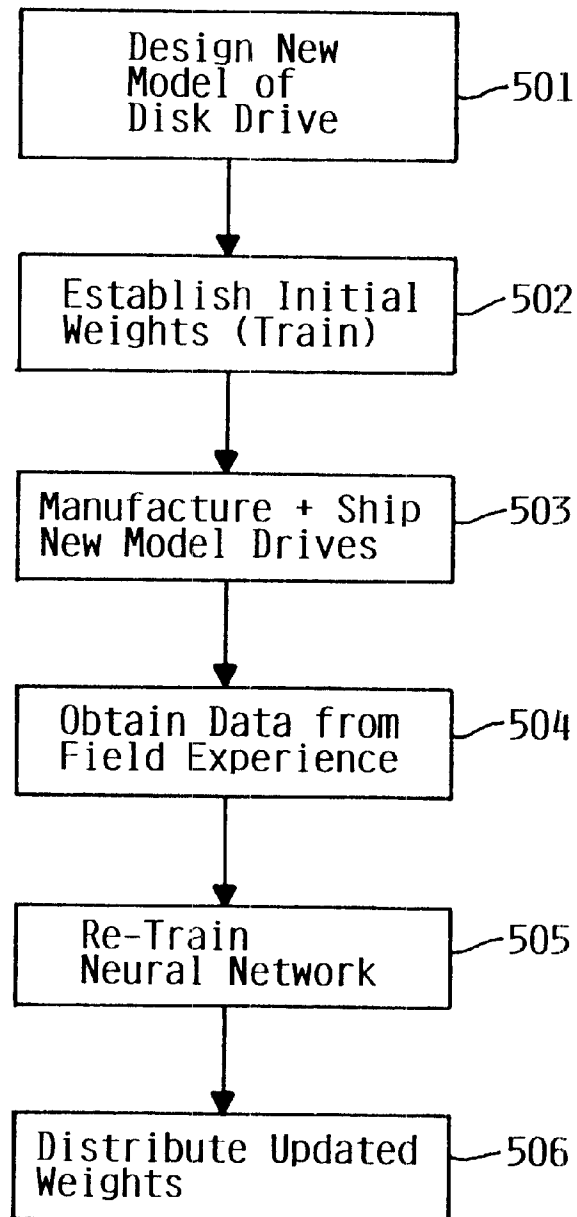 Design New
Model of
Disk Drive
501
Establish Initial
Weights (Train)
502
Manufacture + Ship
New Model Drives
503
Obtain Data from
Field Experience
504
Re-Train
Neural Network
505
Distribute Updated
Weights
506